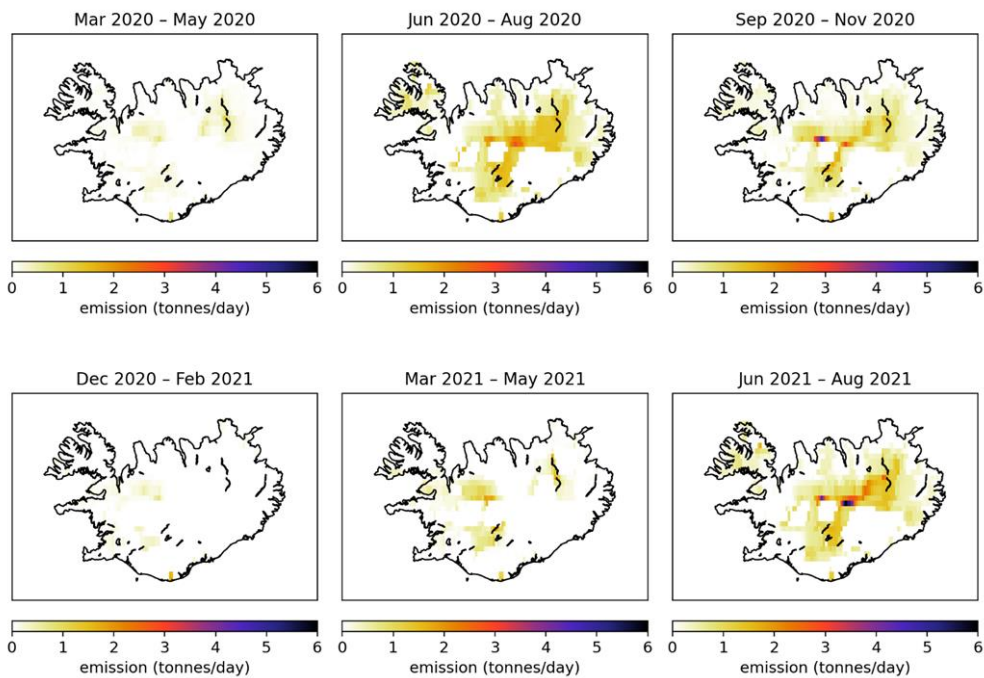 Mar 2020 – May 2020
Jun 2020 – Aug 2020
Sep 2020 – Nov 2020
0 1 2 3 4 5 6
emission (tonnes/day)
0 1 2 3 4 5 6
emission (tonnes/day)
0 1 2 3 4 5 6
emission (tonnes/day)
Dec 2020 – Feb 2021
Mar 2021 – May 2021
Jun 2021 – Aug 2021
0 1 2 3 4 5 6
emission (tonnes/day)
0 1 2 3 4 5 6
emission (tonnes/day)
0 1 2 3 4 5 6
emission (tonnes/day)